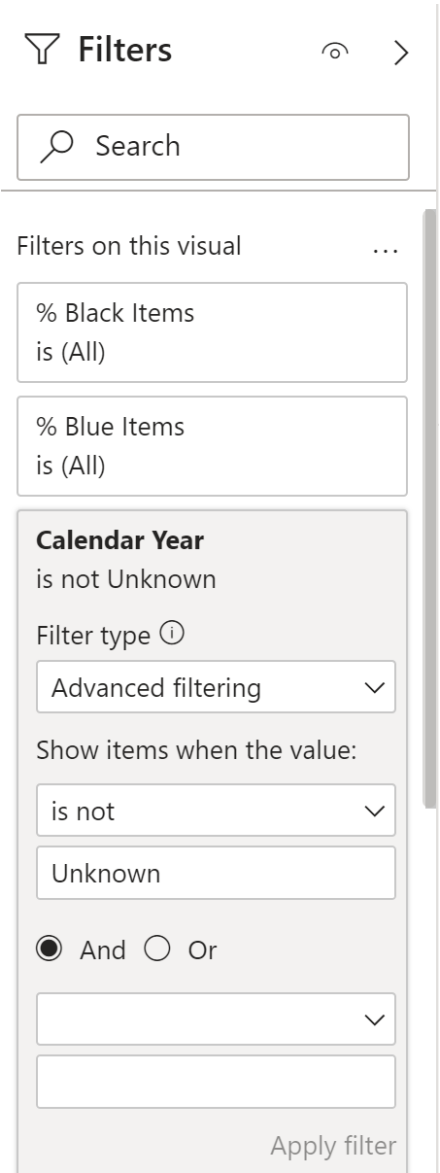 Filters
Search
Filters on this visual
...
% Black Items
is (All)
% Blue Items
is (All)
Calendar Year
is not Unknown
Filter type
Advanced filtering
Show items when the value:
is not
Unknown
And Or
Apply filter